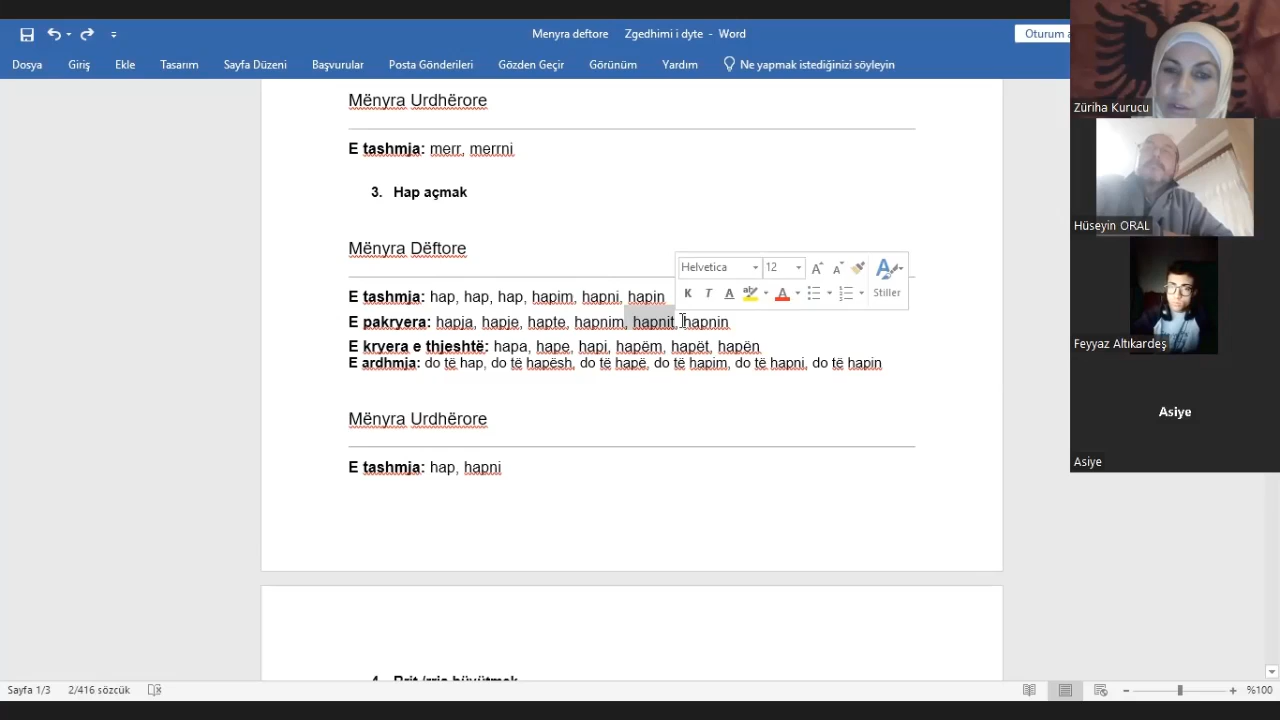 Menyra deftore Zgedhimi i dyte - Word
Oturum a
Dosya Giriş Ekle Tasarım Sayfa Düzeni Başvurular Posta Gönderileri Gözden Geçir Görünüm Yardım Ne yapmak istediğinizi söyleyin
Mënyra Urdhërore
E tashmja: merr, merrni
3. Hap açmak
Mënyra Dëftore
Helvetica 12
K T A Stiller
E tashmja: hap, hap, hap, hapim, hapni, hapin
E pakryera: hapja, hapje, hapte, hapnim, hapnit, hapnin
E kryera e thjeshtë: hapa, hape, hapi, hapëm, hapët, hapën
E ardhmja: do të hap, do të hapësh, do të hapë, do të hapim, do të hapni, do të hapin
Mënyra Urdhërore
E tashmja: hap, hapni
Sayfa 1/3 2/416 sözcük %100
Züriha Kurucu
Hüseyin ORAL
Feyyaz Altıkardeş
Asiye
Asiye